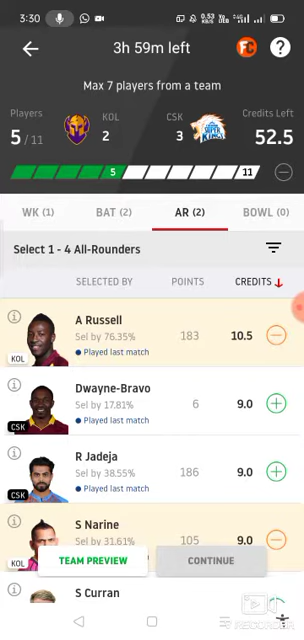 3:30
0.53
KB/s
3h 59m left
FC
?
Max 7 players from a team
Players
KOL
CSK
Credits Left
5 / 11
2
3
52.5
5
11
WK (1)
BAT (2)
AR (2)
BOWL (0)
Select 1 - 4 All-Rounders
SELECTED BY
POINTS
CREDITS
A Russell
Sel by 76.35%
183
10.5
Played last match
KOL
Dwayne-Bravo
Sel by 17.81%
6
9.0
Played last match
CSK
R Jadeja
Sel by 38.55%
186
9.0
Played last match
CSK
S Narine
Sel by 31.61%
105
9.0
KOL
TEAM PREVIEW
CONTINUE
S Curran